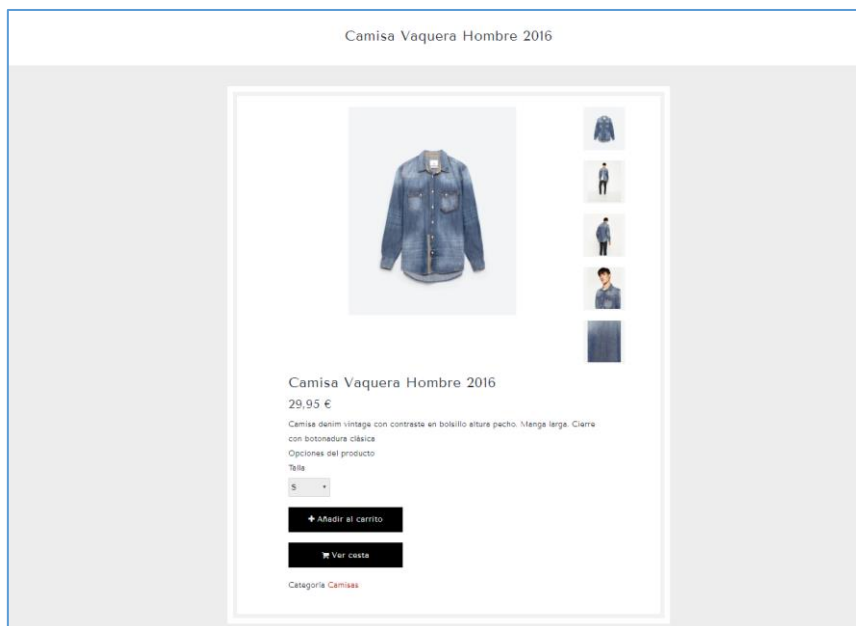 Camisa Vaquera Hombre 2016
Camisa Vaquera Hombre 2016
29,95 €
Camisa denim vintage con contraste en bolsillo altura pecho. Manga larga. Cierre
con botonadura clásica
Opciones del producto
Talla
S
Añadir al carrito
Ver cesta
Categoría Camisas